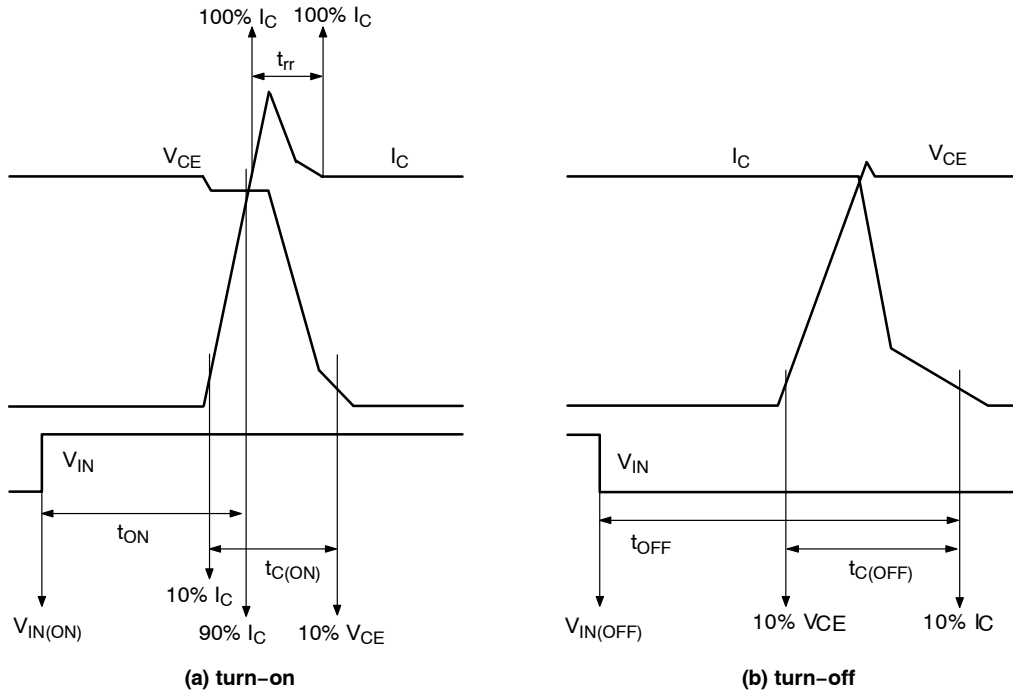 100% I_C
100% I_C
t_rr
V_CE
I_C
V_IN
t_ON
t_C(ON)
10% I_C
V_IN(ON)
90% I_C
10% V_CE
(a) turn−on
I_C
V_CE
V_IN
t_OFF
t_C(OFF)
V_IN(OFF)
10% VCE
10% IC
(b) turn−off